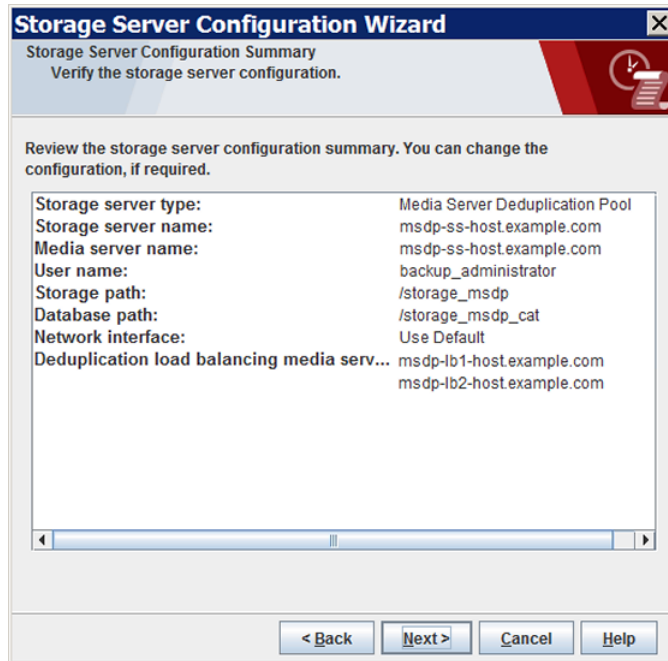 Storage Server Configuration Wizard
Storage Server Configuration Summary
Verify the storage server configuration.
Review the storage server configuration summary. You can change the
configuration, if required.
Storage server type: Media Server Deduplication Pool
Storage server name: msdp-ss-host.example.com
Media server name: msdp-ss-host.example.com
User name: backup_administrator
Storage path: /storage_msdp
Database path: /storage_msdp_cat
Network interface: Use Default
Deduplication load balancing media serv... msdp-lb1-host.example.com
msdp-lb2-host.example.com
< Back Next > Cancel Help